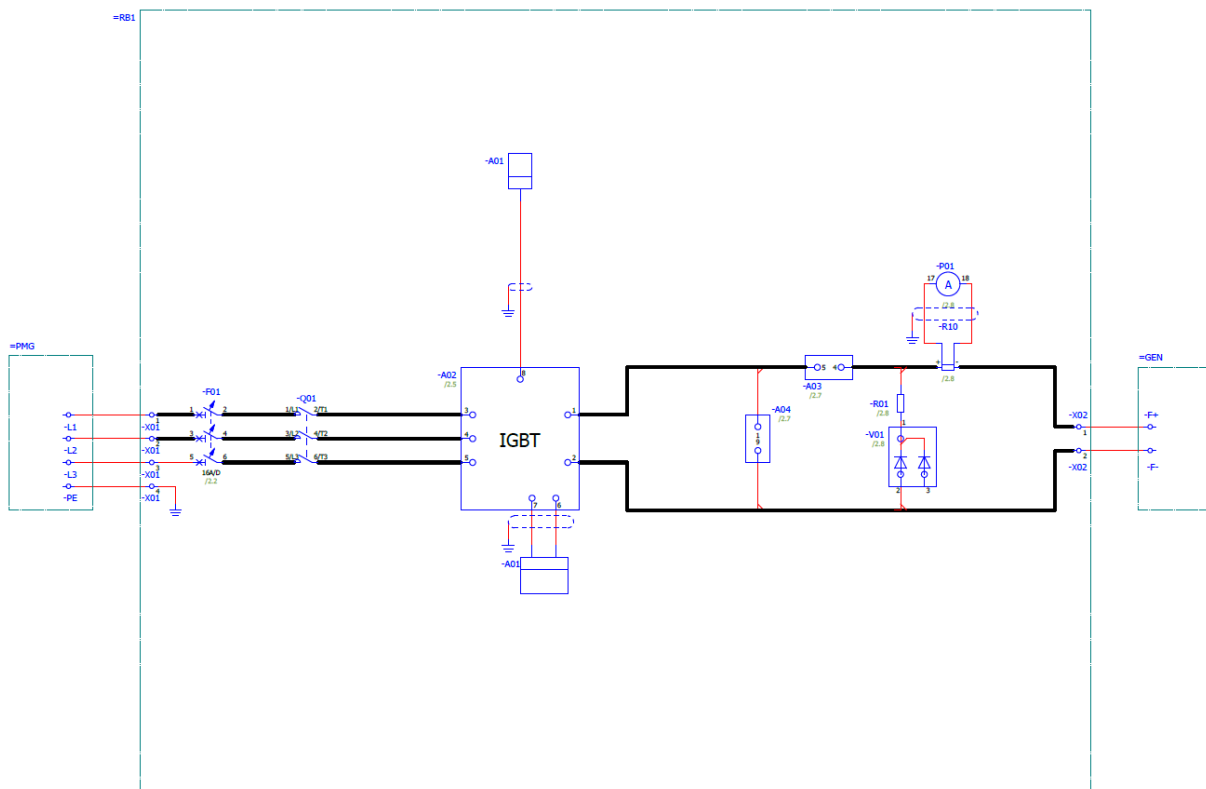 =RB1
-A01
-P01
17
18
A
/2.8
-R10
=PMG
=GEN
-A02
/2.5
8
+
-
/2.8
5
4
-A03
/2.7
-F01
-Q01
1
2
1/L1
2/T1
3
1
-R01
/2.8
-A04
/2.7
1
9
-L1
1
-X01
3
4
3/L2
4/T2
4
IGBT
1
-V01
/2.8
-X02
1
-F+
-L2
2
-X01
5
6
5/L3
6/T3
5
2
16A/D
/2.2
-L3
3
-X01
-X02
2
-F-
-PE
4
-X01
7
6
2
3
-A01